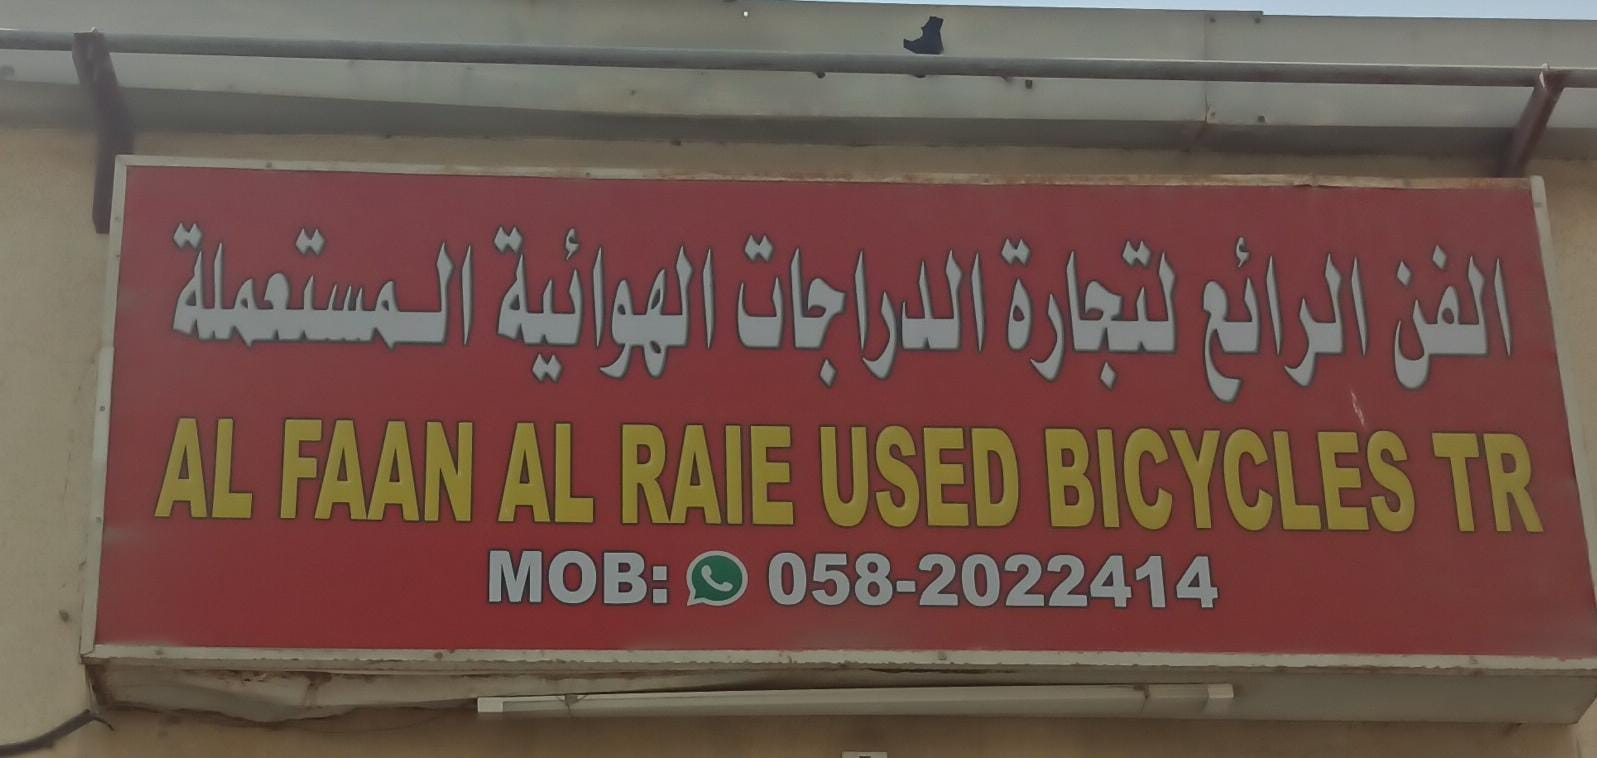 الفن الرائع لتجارة الدراجات الهوائية المستعملة
AL FAAN AL RAIE USED BICYCLES TR
MOB: 058-2022414